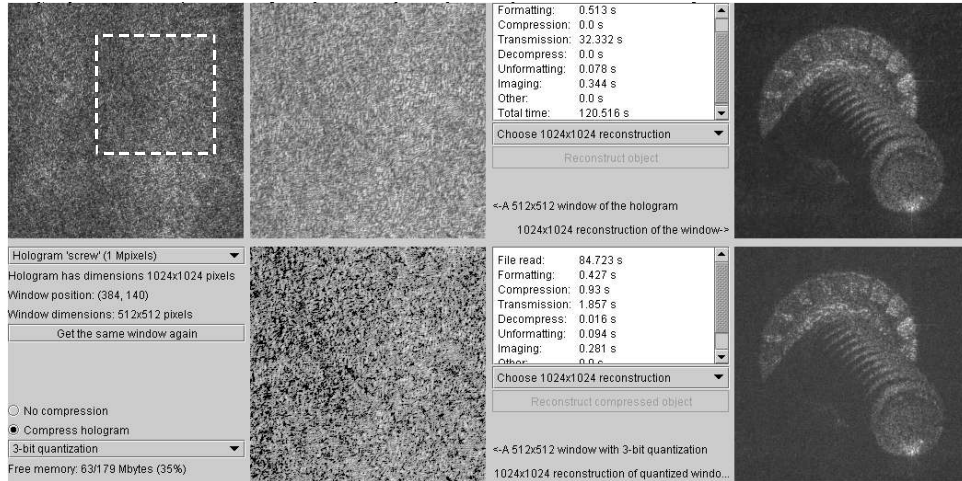 Formatting: 0.513 s
Compression: 0.0 s
Transmission: 32.332 s
Decompress: 0.0 s
Unformatting: 0.078 s
Imaging: 0.344 s
Other: 0.0 s
Total time: 120.516 s
Choose 1024x1024 reconstruction
Reconstruct object
<-A 512x512 window of the hologram
1024x1024 reconstruction of the window->
Hologram 'screw' (1 Mpixels)
Hologram has dimensions 1024x1024 pixels
Window position: (384, 140)
Window dimensions: 512x512 pixels
Get the same window again
No compression
Compress hologram
3-bit quantization
Free memory: 63/179 Mbytes (35%)
File read: 84.723 s
Formatting: 0.427 s
Compression: 0.93 s
Transmission: 1.857 s
Decompress: 0.016 s
Unformatting: 0.094 s
Imaging: 0.281 s
Other: 0.0 s
Choose 1024x1024 reconstruction
Reconstruct compressed object
<-A 512x512 window with 3-bit quantization
1024x1024 reconstruction of quantized windo...